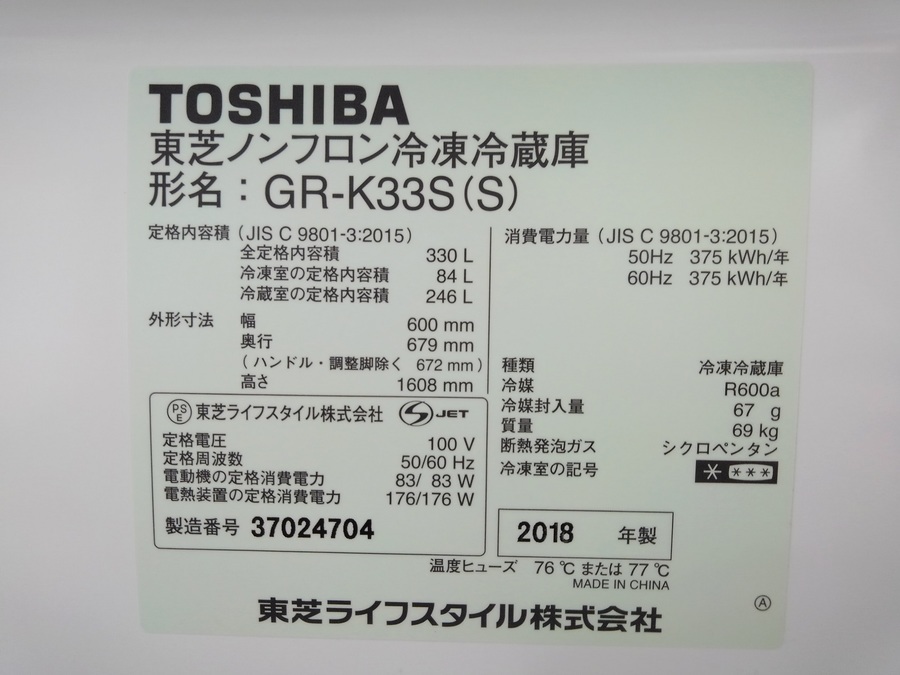 TOSHIBA
東芝ノンフロン冷凍冷蔵庫
形名：GR-K33S(S)
定格内容積（JIS C 9801-3:2015）
全定格内容積 330 L
冷凍室の定格内容積 84 L
冷蔵室の定格内容積 246 L
外形寸法 幅 600 mm
奥行 679 mm
（ハンドル・調整脚除く 672 mm）
高さ 1608 mm
消費電力量（JIS C 9801-3:2015）
50Hz 375 kWh/年
60Hz 375 kWh/年
種類 冷凍冷蔵庫
冷媒 R600a
冷媒封入量 67 g
質量 69 kg
断熱発泡ガス シクロペンタン
冷凍室の記号 * ***
PSE 東芝ライフスタイル株式会社 S JET
定格電圧 100 V
定格周波数 50/60 Hz
電動機の定格消費電力 83/ 83 W
電熱装置の定格消費電力 176/176 W
製造番号 37024704
2018 年製
温度ヒューズ 76℃ または 77℃
MADE IN CHINA
東芝ライフスタイル株式会社
Ⓐ